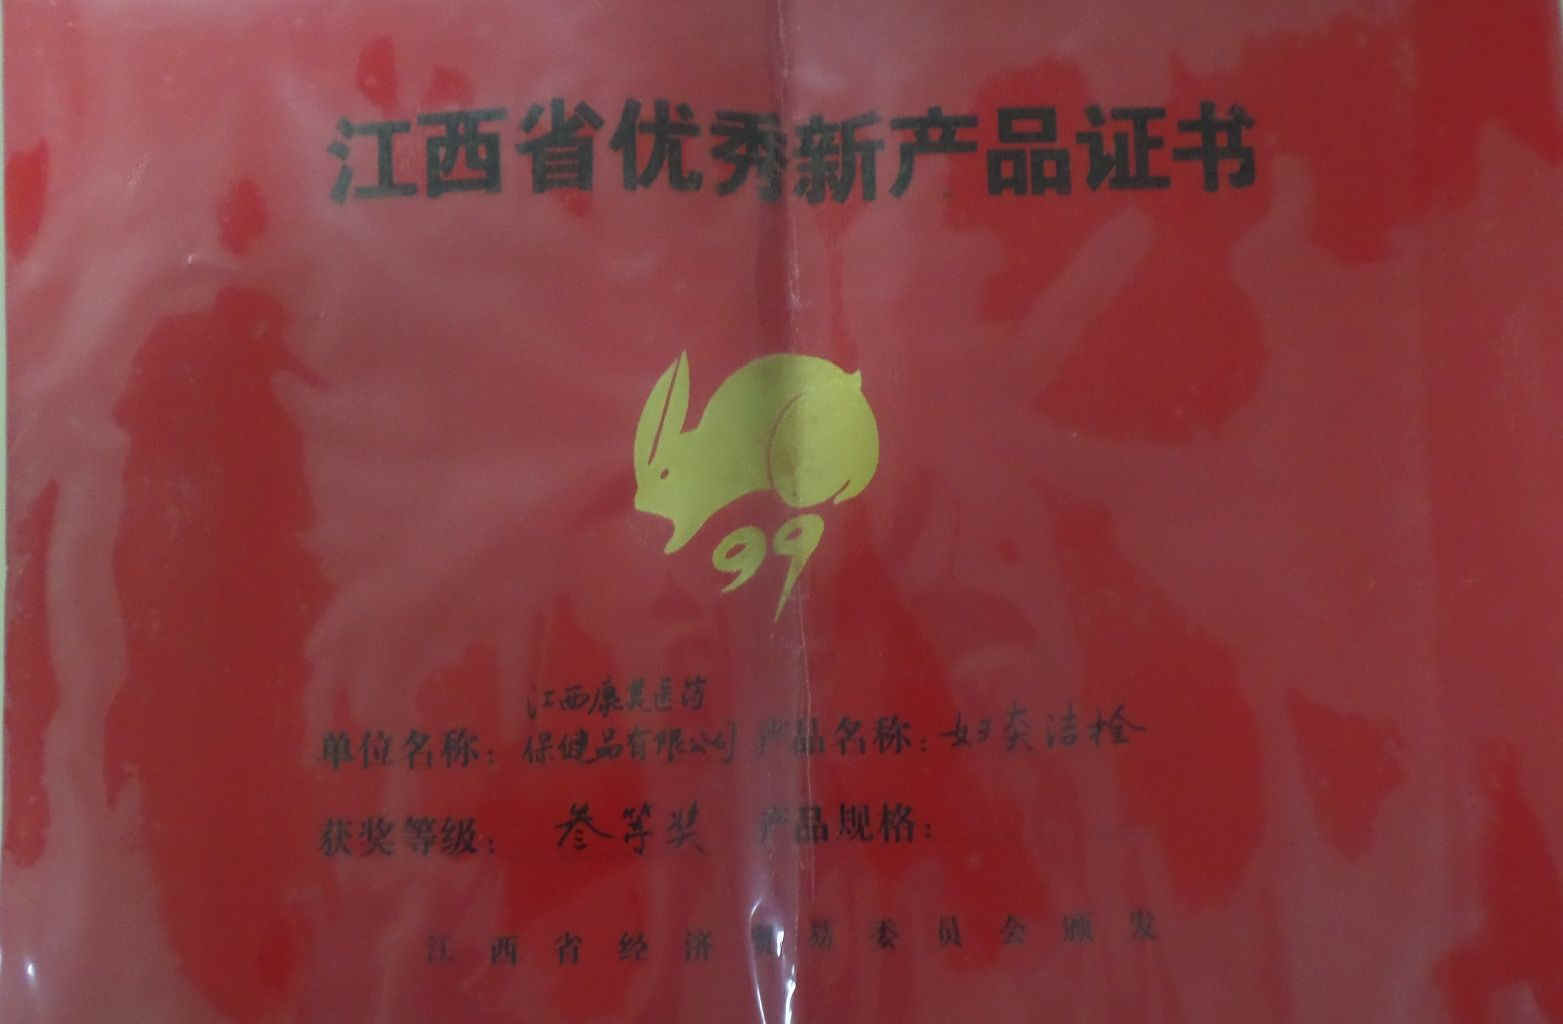 江西省优秀新产品证书
99
江西康美医药
单位名称：保健品有限公司 产品名称：妇炎洁栓
获奖等级：叁等奖 产品规格：
江西省经济贸易委员会颁发